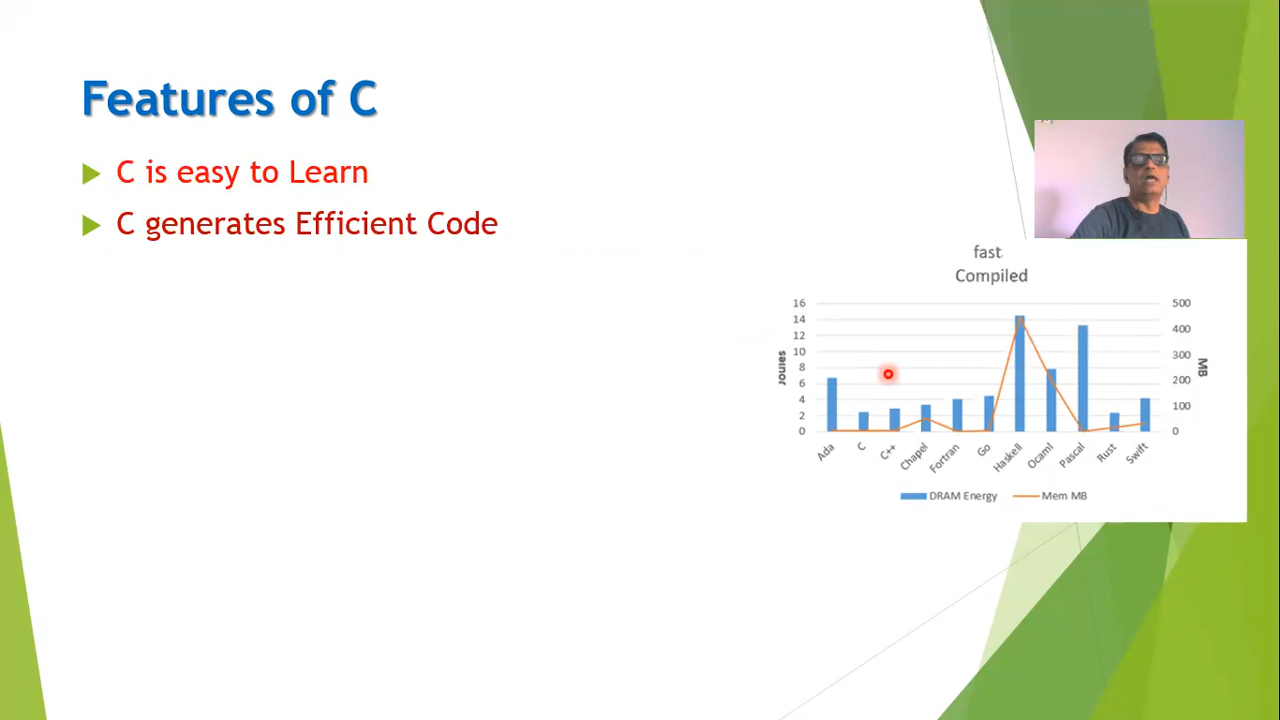 Features of C
C is easy to Learn
C generates Efficient Code
fast
Compiled
16
14
12
10
8
6
4
2
0
Joules
500
400
300
200
100
0
MB
Ada
C
C++
Chapel
Fortran
Go
Haskell
Ocaml
Pascal
Rust
Swift
DRAM Energy
Mem MB